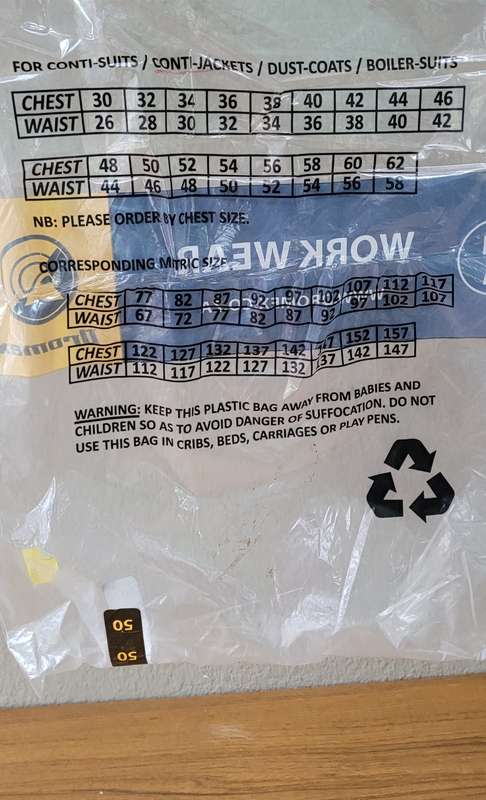 FOR CONTI-SUITS / CONTI-JACKETS / DUST-COATS / BOILER-SUITS
CHEST 30 32 34 36 38 40 42 44 46
WAIST 26 28 30 32 34 36 38 40 42
CHEST 48 50 52 54 56 58 60 62
WAIST 44 46 48 50 52 54 56 58
NB: PLEASE ORDER BY CHEST SIZE.
WORK WEAR
CORRESPONDING MITRIC SIZE
CHEST 77 82 87 92 97 102 107 112 117
WAIST 67 72 77 82 87 92 97 102 107
CHEST 122 127 132 137 142 147 152 157
WAIST 112 117 122 127 132 137 142 147
WARNING: KEEP THIS PLASTIC BAG AWAY FROM BABIES AND
CHILDREN SO AS TO AVOID DANGER OF SUFFOCATION. DO NOT
USE THIS BAG IN CRIBS, BEDS, CARRIAGES OR PLAY PENS.
50
50